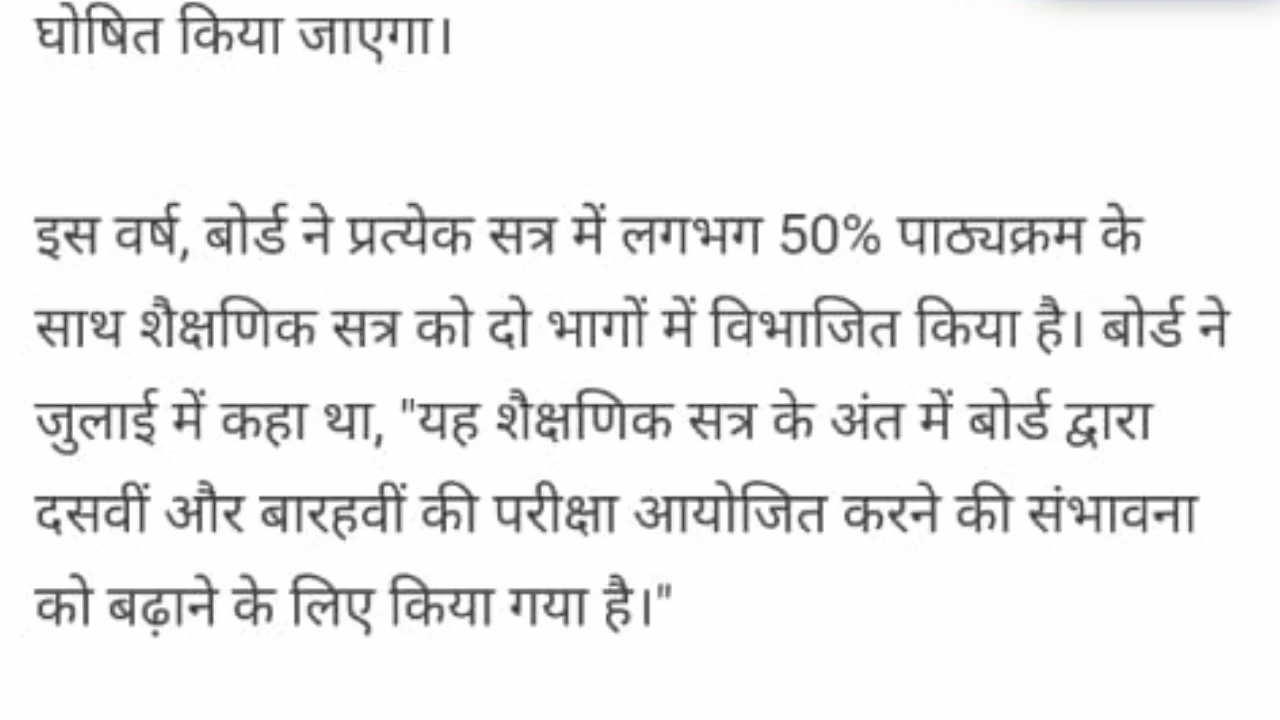 घोषित किया जाएगा।
इस वर्ष, बोर्ड ने प्रत्येक सत्र में लगभग 50% पाठ्यक्रम के
साथ शैक्षणिक सत्र को दो भागों में विभाजित किया है। बोर्ड ने
जुलाई में कहा था, "यह शैक्षणिक सत्र के अंत में बोर्ड द्वारा
दसवीं और बारहवीं की परीक्षा आयोजित करने की संभावना
को बढ़ाने के लिए किया गया है।"